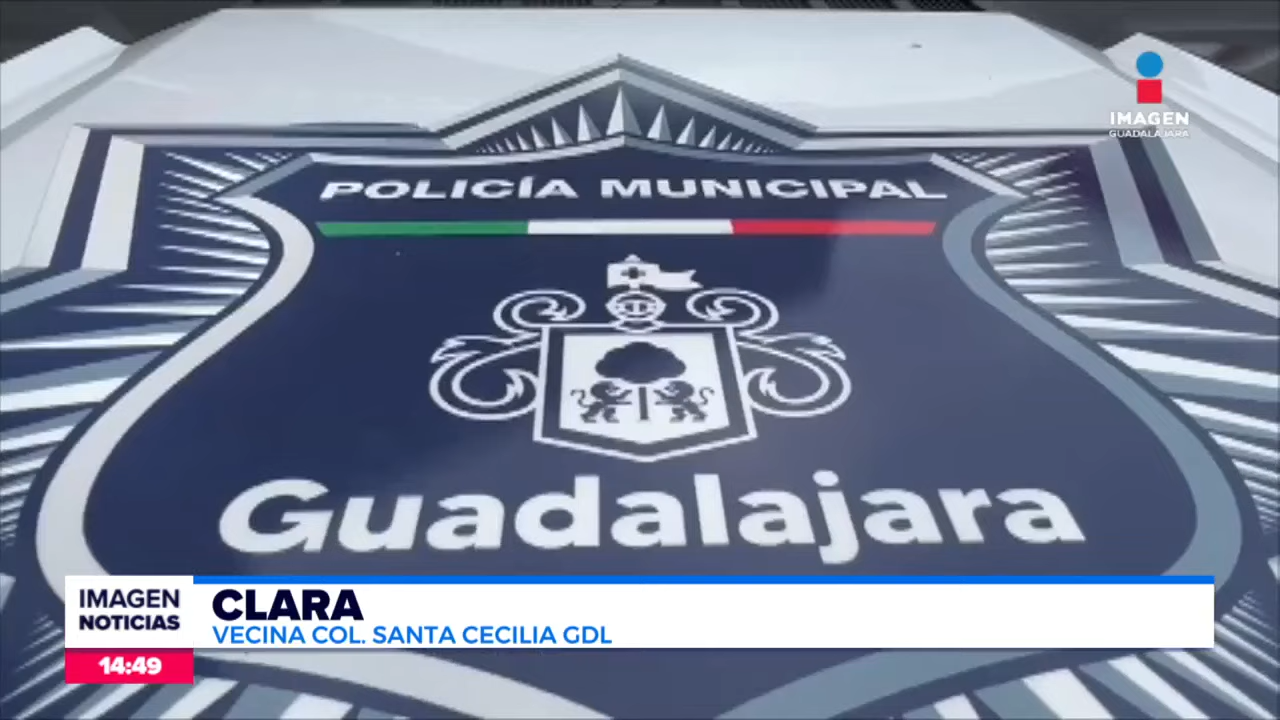 IMAGEN
GUADALAJARA
POLICÍA MUNICIPAL
Guadalajara
IMAGEN
NOTICIAS
CLARA
VECINA COL. SANTA CECILIA GDL
14:49